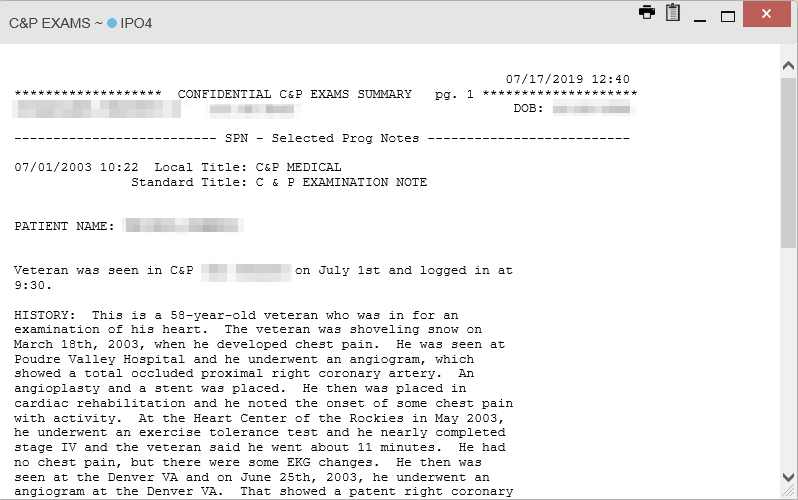 C&P EXAMS ~ IPO4
07/17/2019 12:40
******************* CONFIDENTIAL C&P EXAMS SUMMARY pg. 1 ********************
DOB:
-------------------------- SPN - Selected Prog Notes --------------------------
07/01/2003 10:22 Local Title: C&P MEDICAL
Standard Title: C & P EXAMINATION NOTE
PATIENT NAME:
Veteran was seen in C&P on July 1st and logged in at
9:30.
HISTORY: This is a 58-year-old veteran who was in for an
examination of his heart. The veteran was shoveling snow on
March 18th, 2003, when he developed chest pain. He was seen at
Poudre Valley Hospital and he underwent an angiogram, which
showed a total occluded proximal right coronary artery. An
angioplasty and a stent was placed. He then was placed in
cardiac rehabilitation and he noted the onset of some chest pain
with activity. At the Heart Center of the Rockies in May 2003,
he underwent an exercise tolerance test and he nearly completed
stage IV and the veteran said he went about 11 minutes. He had
no chest pain, but there were some EKG changes. He then was
seen at the Denver VA and on June 25th, 2003, he underwent an
angiogram at the Denver VA. That showed a patent right coronary